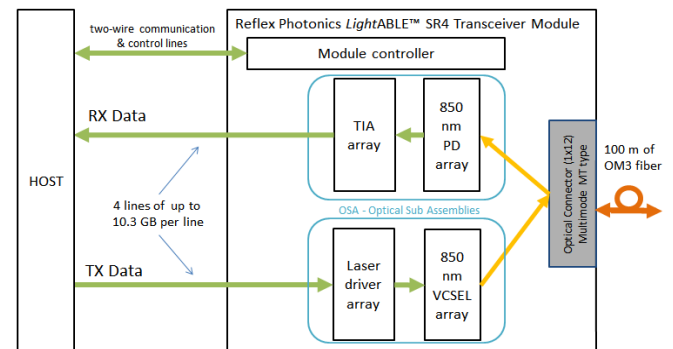 Reflex Photonics LightABLE™ SR4 Transceiver Module
two-wire communication
& control lines
Module controller
RX Data
TIA
array
850
nm
PD
array
HOST
4 lines of up to
10.3 GB per line
OSA - Optical Sub Assemblies
Optical Connector (1x12)
Multimode MT type
100 m of
OM3 fiber
TX Data
Laser
driver
array
850
nm
VCSEL
array